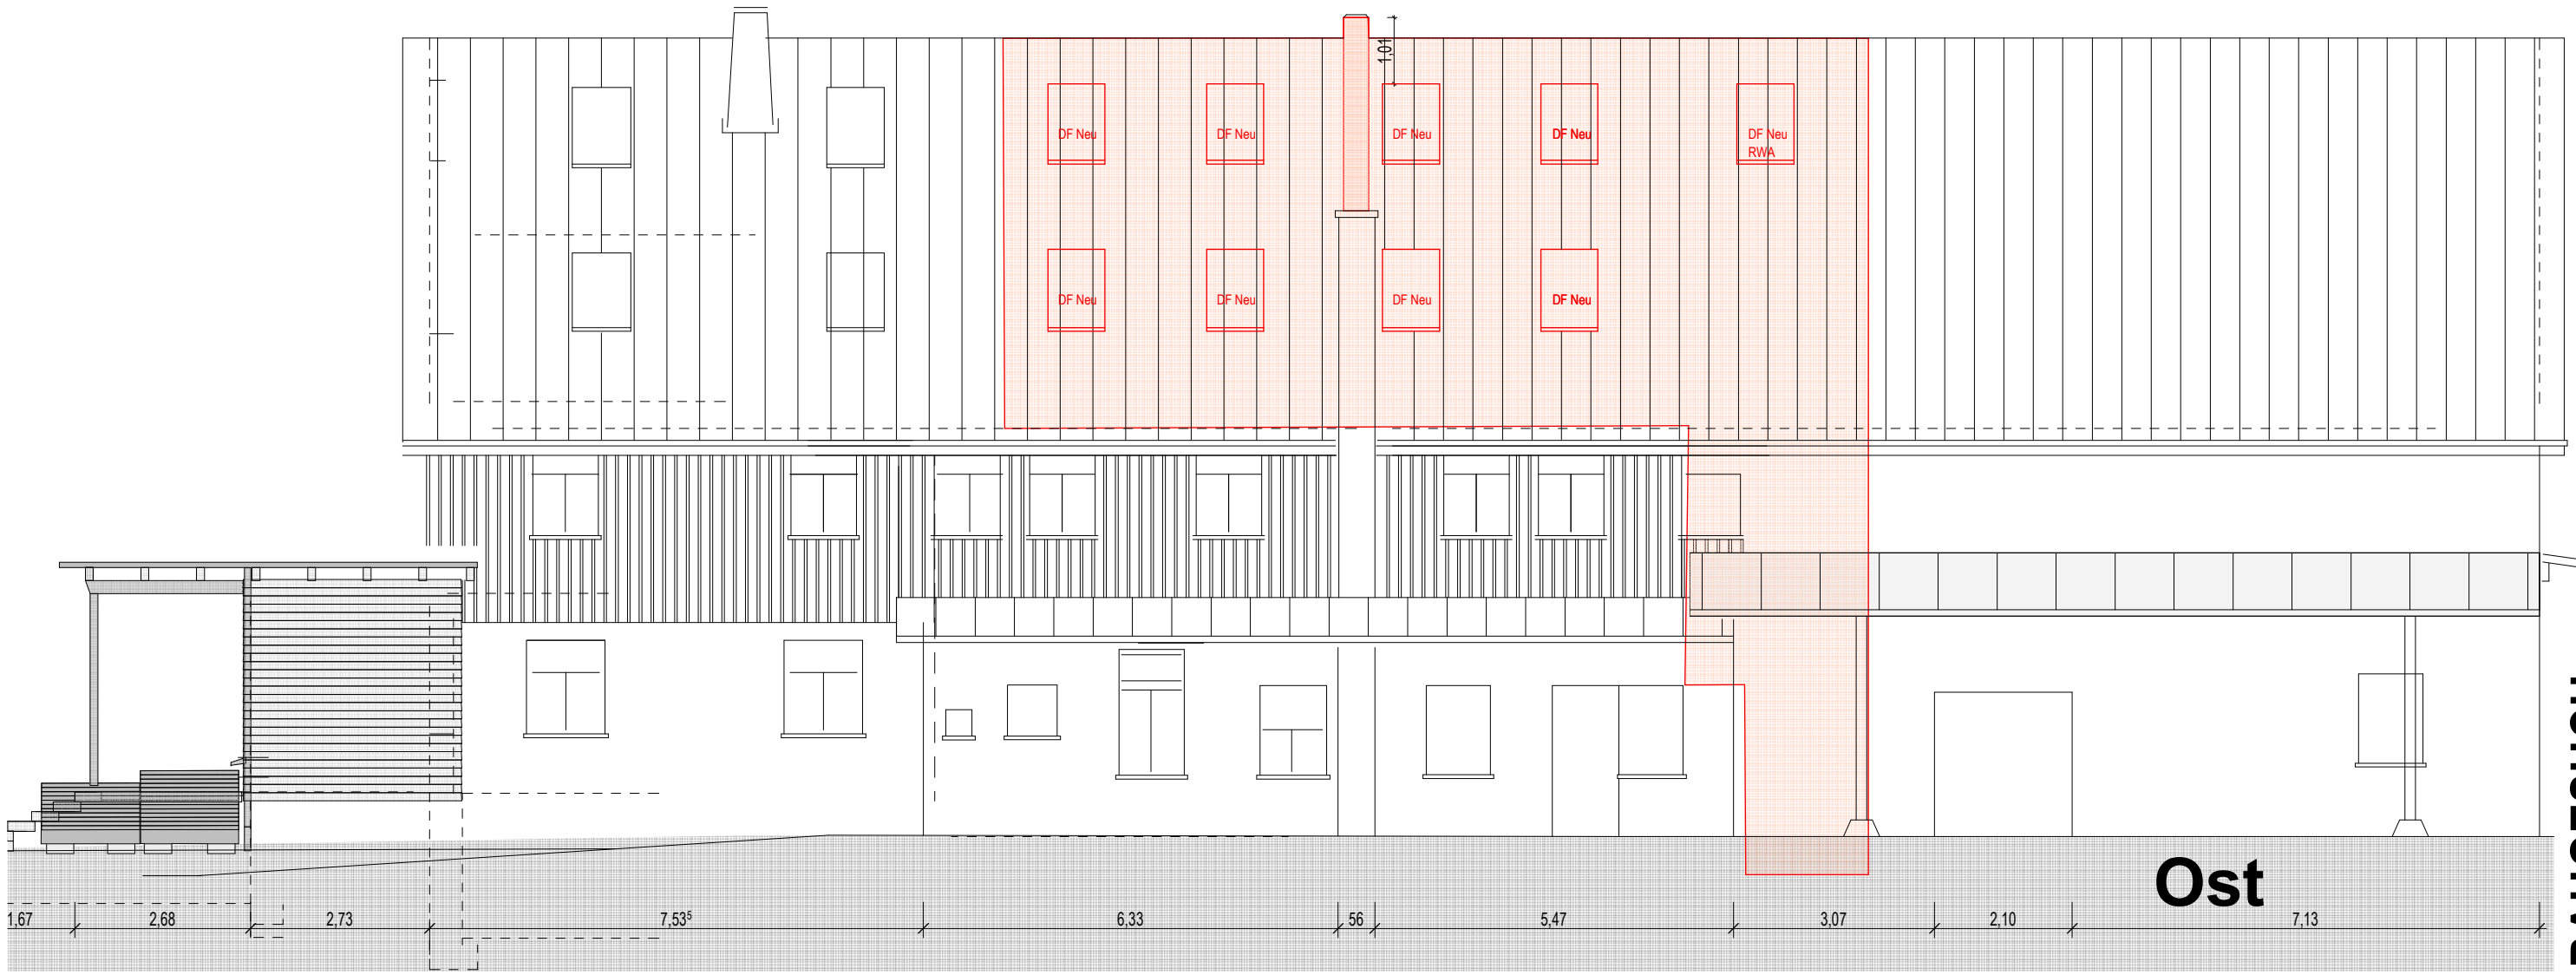 1,01
DF Neu
DF Neu
DF Neu
DF Neu
DF Neu
RWA
DF Neu
DF Neu
DF Neu
DF Neu
Ost
1,67
2,68
2,73
7,53⁵
6,33
56
5,47
3,07
2,10
7,13